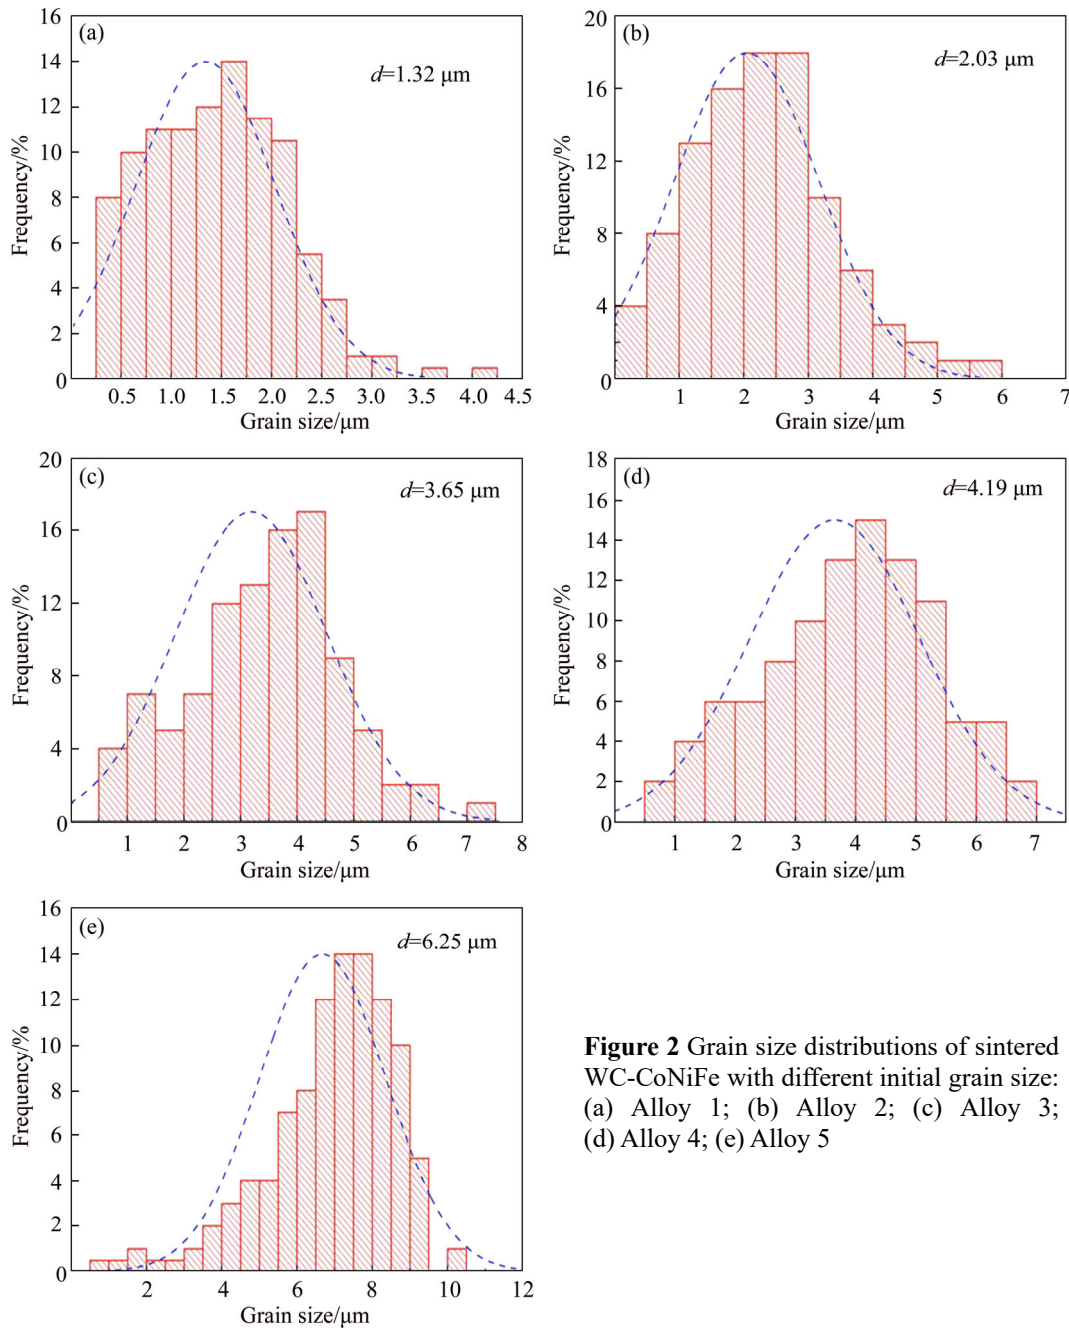 (a)
d=1.32 μm
16
14
12
10
8
6
4
2
0
Frequency/%
0.5 1.0 1.5 2.0 2.5 3.0 3.5 4.0 4.5
Grain size/μm
(b)
d=2.03 μm
20
16
12
8
4
0
Frequency/%
1 2 3 4 5 6 7
Grain size/μm
(c)
d=3.65 μm
20
16
12
8
4
0
Frequency/%
1 2 3 4 5 6 7 8
Grain size/μm
(d)
d=4.19 μm
18
16
14
12
10
8
6
4
2
0
Frequency/%
1 2 3 4 5 6 7
Grain size/μm
(e)
d=6.25 μm
16
14
12
10
8
6
4
2
0
Frequency/%
2 4 6 8 10 12
Grain size/μm
Figure 2 Grain size distributions of sintered
WC-CoNiFe with different initial grain size:
(a) Alloy 1; (b) Alloy 2; (c) Alloy 3;
(d) Alloy 4; (e) Alloy 5